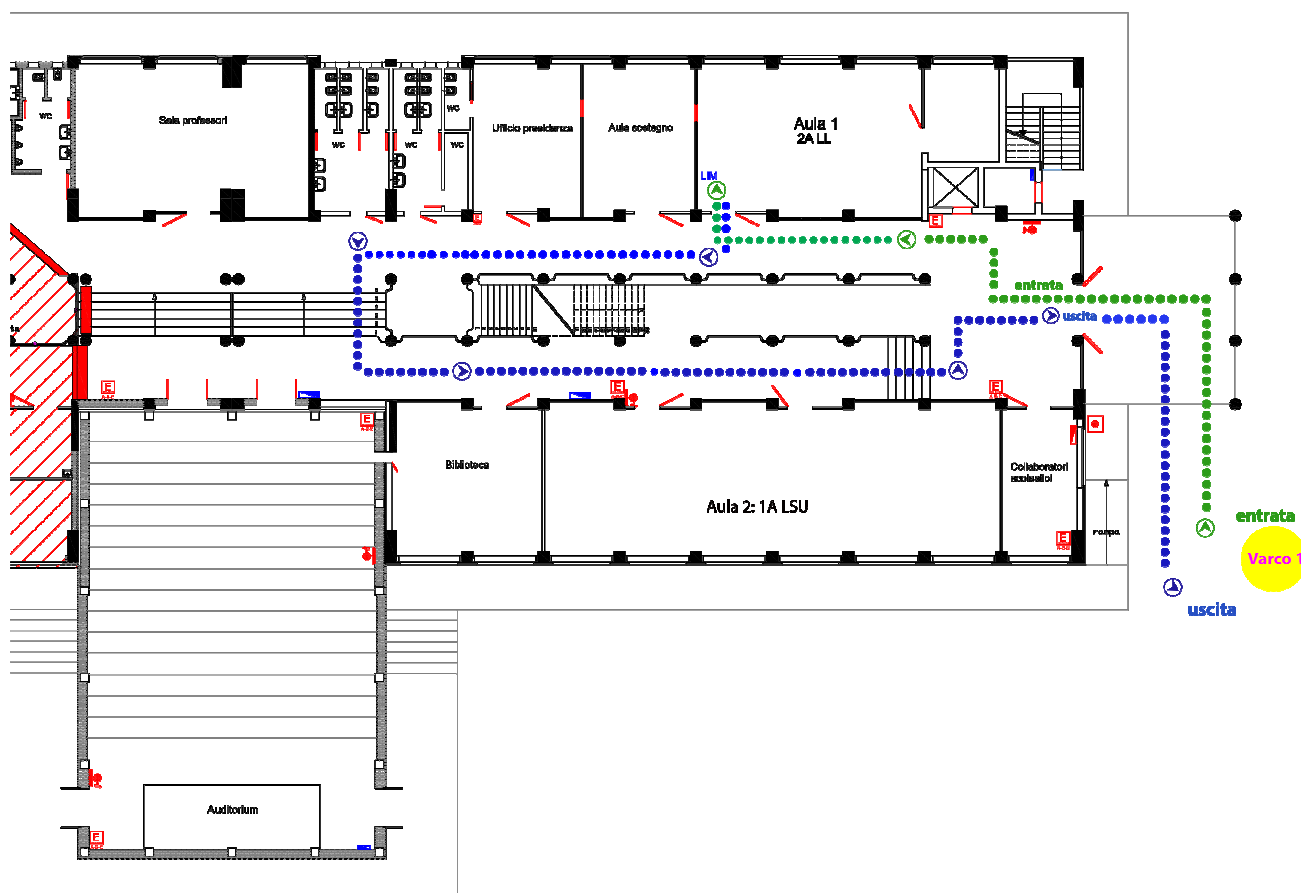 WC
Sala professori
WC
WC
WC
WC
Ufficio presidenza
Aula sostegno
Aula 1
2A LL
LIM
E
E
entrata
uscita
E
A-B-C
E
A-B-C
E
A-B-C
E
A-B-C
Biblioteca
Aula 2: 1A LSU
Collaboratori
scolastici
E
A-B-C
entrata
Varco 1
uscita
Auditorium
E
A-B-C